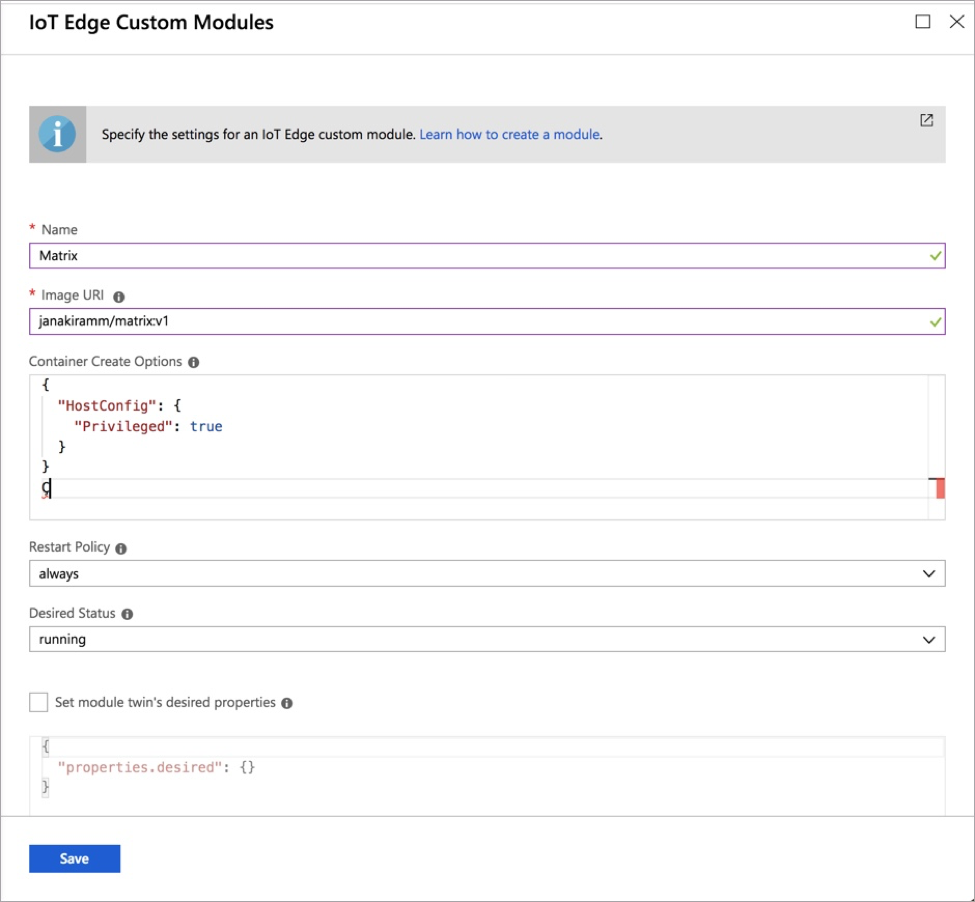 IoT Edge Custom Modules
Specify the settings for an IoT Edge custom module. Learn how to create a module.
* Name
Matrix
* Image URI
janakiramm/matrix:v1
Container Create Options
{
"HostConfig": {
"Privileged": true
}
}
Restart Policy
always
Desired Status
running
Set module twin's desired properties
{
"properties.desired": {}
}
Save